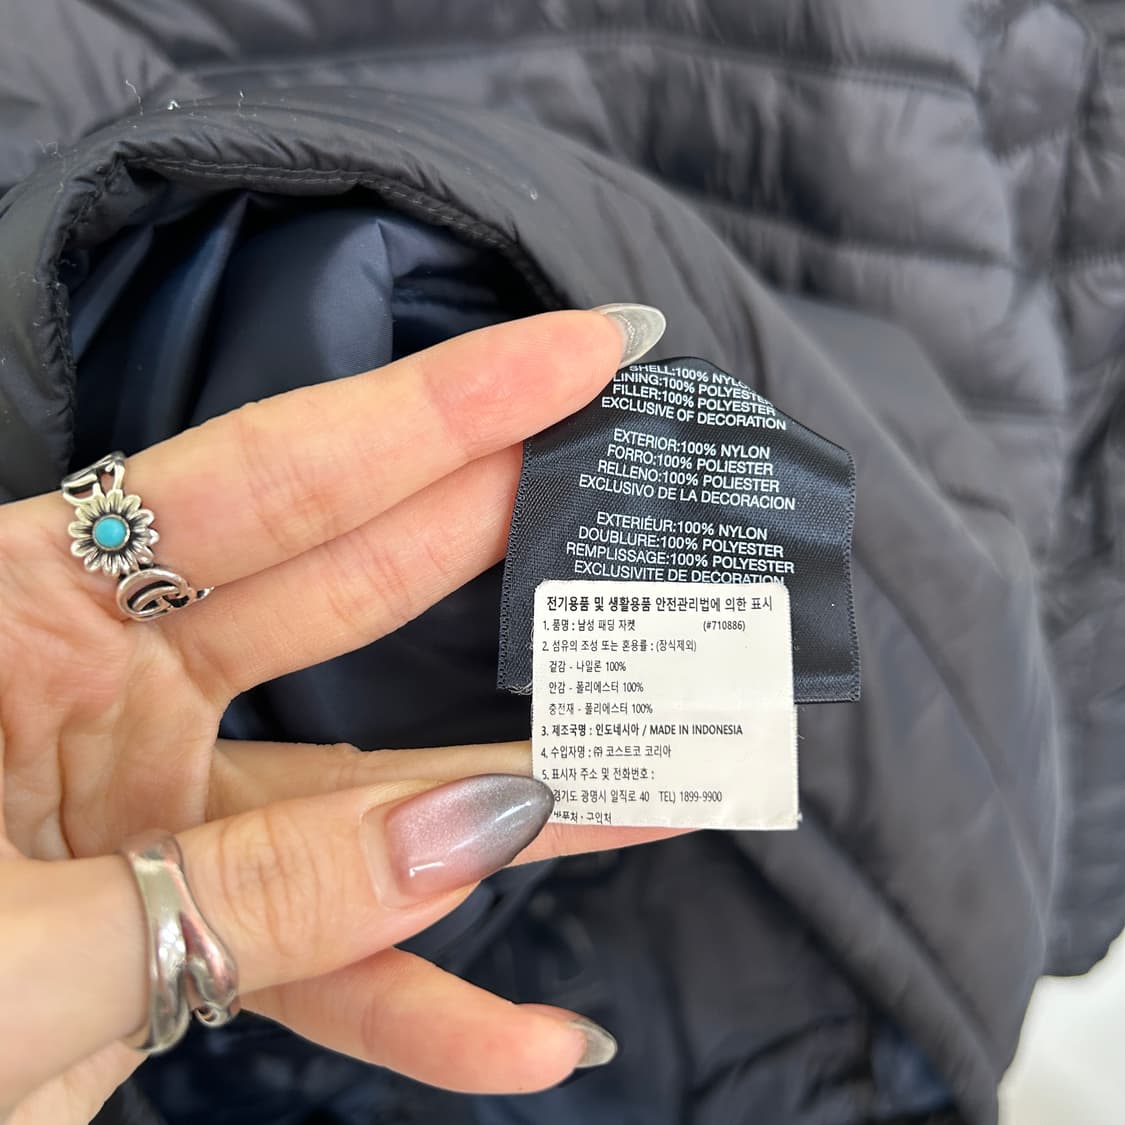 SHELL:100% NYLON
LINING:100% POLYESTER
FILLER:100% POLYESTER
EXCLUSIVE OF DECORATION
EXTERIOR:100% NYLON
FORRO:100% POLIESTER
RELLENO:100% POLIESTER
EXCLUSIVO DE LA DECORACION
EXTERIEUR:100% NYLON
DOUBLURE:100% POLYESTER
REMPLISSAGE:100% POLYESTER
EXCLUSIVITE DE DECORATION
전기용품 및 생활용품 안전관리법에 의한 표시
1. 품명 : 남성 패딩 자켓 (#710886)
2. 섬유의 조성 또는 혼용률 : (장식제외)
겉감 - 나일론 100%
안감 - 폴리에스터 100%
충전재 - 폴리에스터 100%
3. 제조국명 : 인도네시아 / MADE IN INDONESIA
4. 수입자명 : ㈜ 코스트코 코리아
5. 표시자 주소 및 전화번호 :
경기도 광명시 일직로 40 TEL) 1899-9900